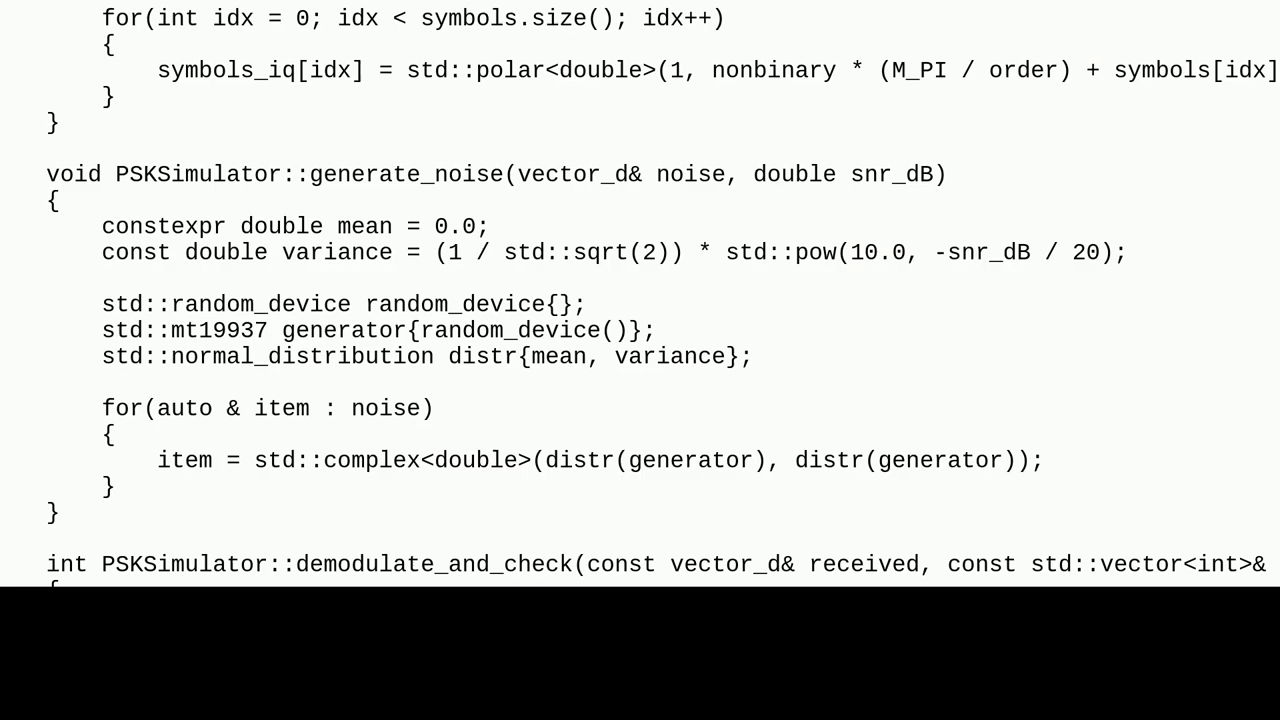 for(int idx = 0; idx < symbols.size(); idx++)
{
symbols_iq[idx] = std::polar<double>(1, nonbinary * (M_PI / order) + symbols[idx]
}
}
void PSKSimulator::generate_noise(vector_d& noise, double snr_dB)
{
constexpr double mean = 0.0;
const double variance = (1 / std::sqrt(2)) * std::pow(10.0, -snr_dB / 20);
std::random_device random_device{};
std::mt19937 generator{random_device()};
std::normal_distribution distr{mean, variance};
for(auto & item : noise)
{
item = std::complex<double>(distr(generator), distr(generator));
}
}
int PSKSimulator::demodulate_and_check(const vector_d& received, const std::vector<int>&
{